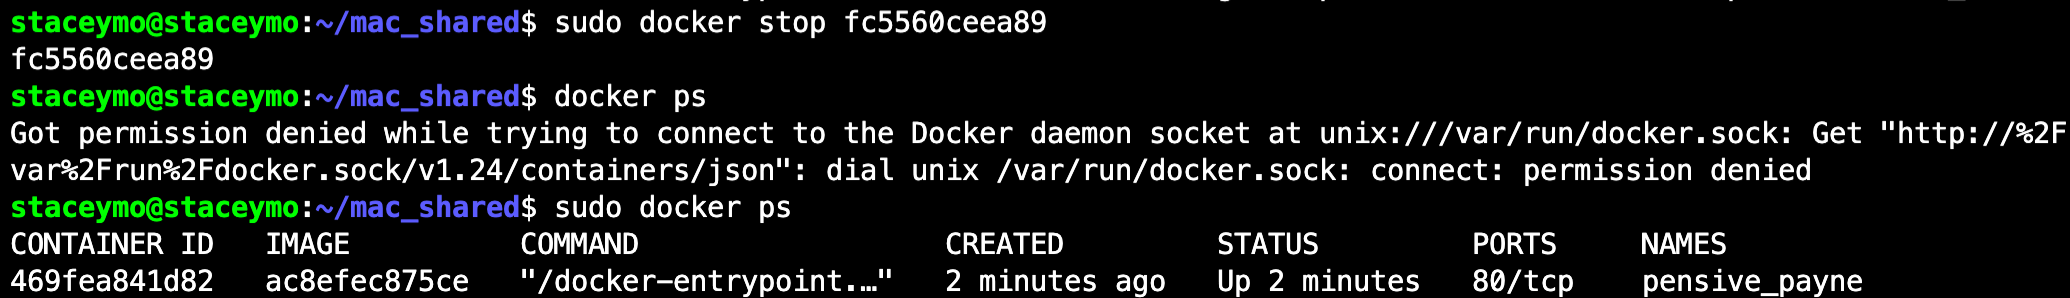 staceymo@staceymo:~/mac_shared$ sudo docker stop fc5560ceea89
fc5560ceea89
staceymo@staceymo:~/mac_shared$ docker ps
Got permission denied while trying to connect to the Docker daemon socket at unix:///var/run/docker.sock: Get "http://%2F
var%2Frun%2Fdocker.sock/v1.24/containers/json": dial unix /var/run/docker.sock: connect: permission denied
staceymo@staceymo:~/mac_shared$ sudo docker ps
CONTAINER ID   IMAGE          COMMAND                  CREATED         STATUS         PORTS     NAMES
469fea841d82   ac8efec875ce   "/docker-entrypoint.…"   2 minutes ago   Up 2 minutes   80/tcp    pensive_payne